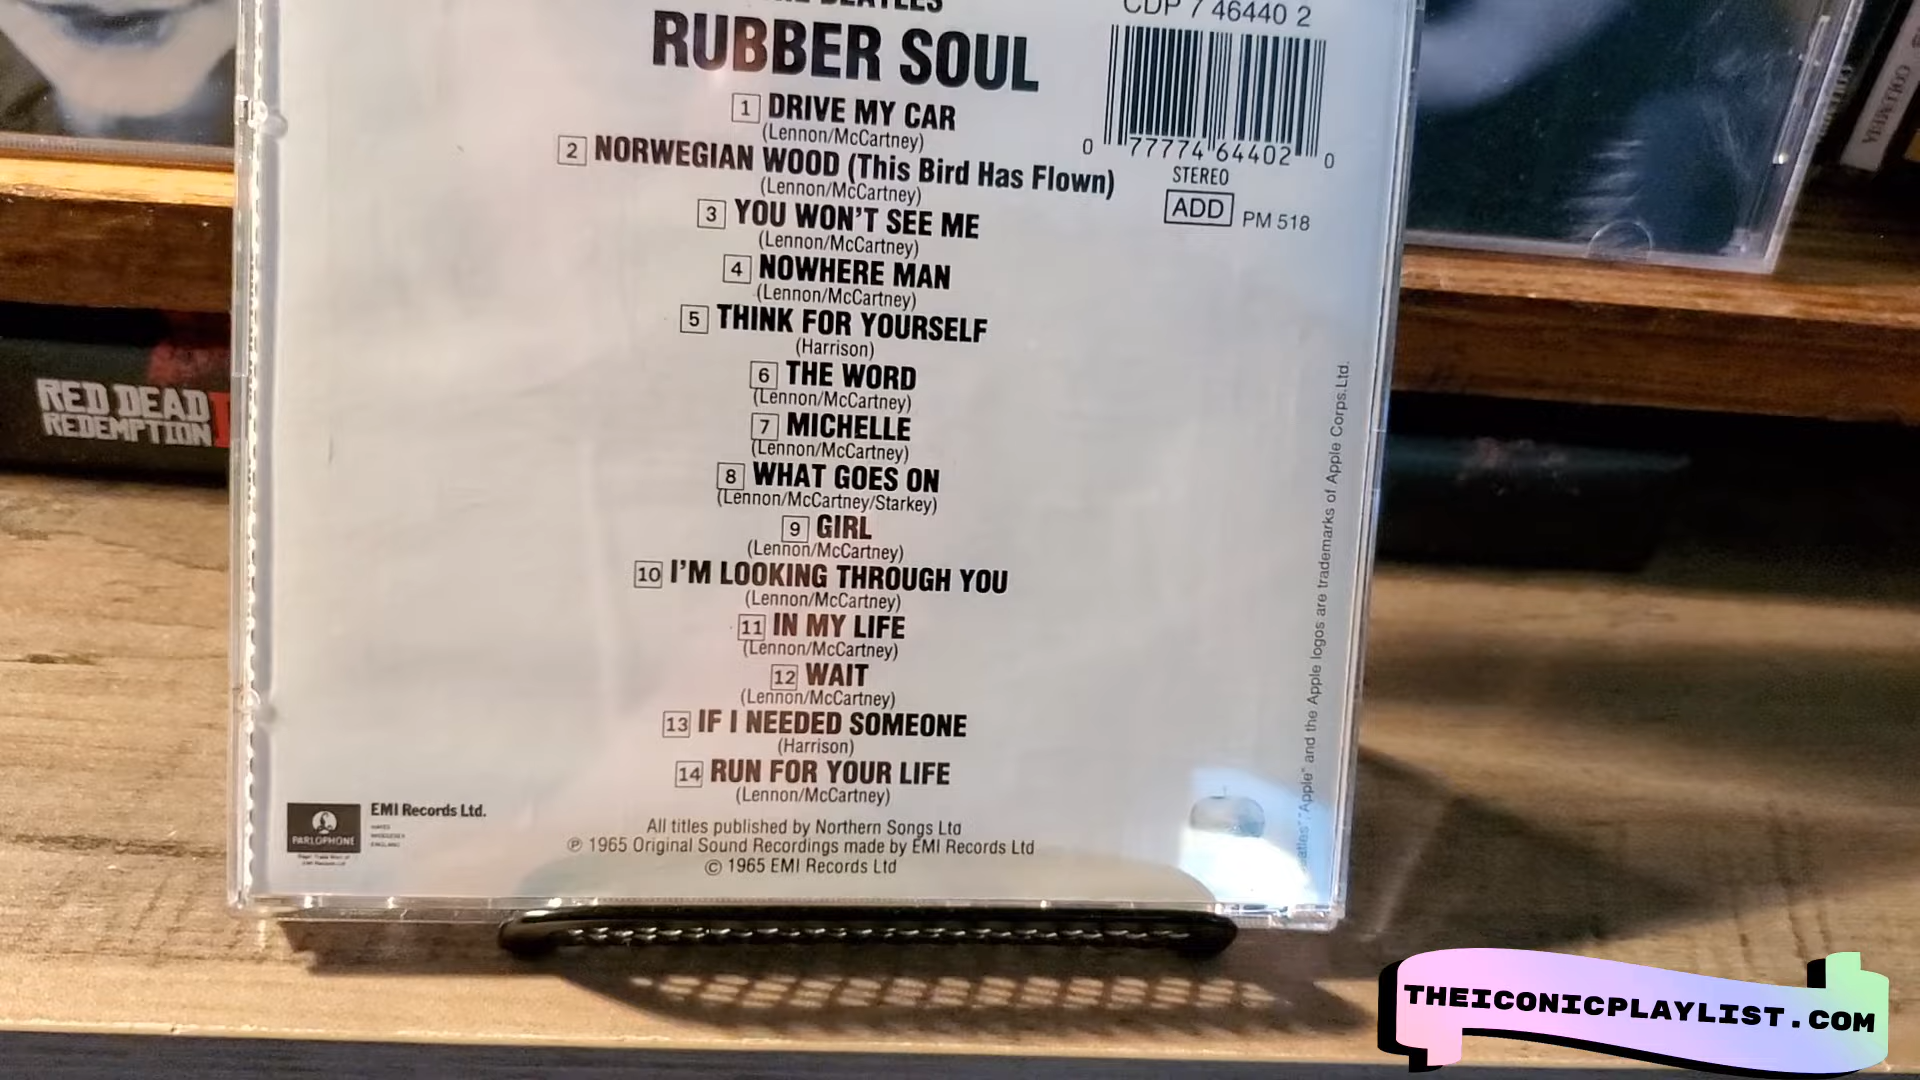 THE BEATLES
RUBBER SOUL
CDP 7 46440 2
0 77774 64402 0
STEREO
ADD PM 518
1 DRIVE MY CAR
(Lennon/McCartney)
2 NORWEGIAN WOOD (This Bird Has Flown)
(Lennon/McCartney)
3 YOU WON'T SEE ME
(Lennon/McCartney)
4 NOWHERE MAN
(Lennon/McCartney)
5 THINK FOR YOURSELF
(Harrison)
6 THE WORD
(Lennon/McCartney)
7 MICHELLE
(Lennon/McCartney)
8 WHAT GOES ON
(Lennon/McCartney/Starkey)
9 GIRL
(Lennon/McCartney)
10 I'M LOOKING THROUGH YOU
(Lennon/McCartney)
11 IN MY LIFE
(Lennon/McCartney)
12 WAIT
(Lennon/McCartney)
13 IF I NEEDED SOMEONE
(Harrison)
14 RUN FOR YOUR LIFE
(Lennon/McCartney)
PARLOPHONE
EMI Records Ltd.
HAYES
MIDDLESEX
ENGLAND
All titles published by Northern Songs Ltd
℗ 1965 Original Sound Recordings made by EMI Records Ltd
© 1965 EMI Records Ltd
"Apple" and the Apple logos are trademarks of Apple Corps.Ltd.
RED DEAD
REDEMPTION II
COLUMBIA
THEICONICPLAYLIST.COM